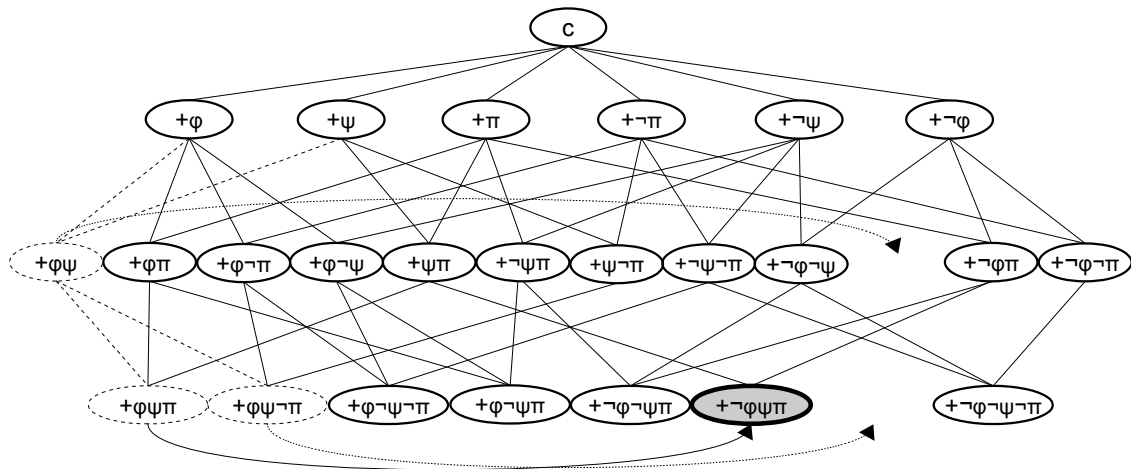 c
+φ +ψ +π +¬π +¬ψ +¬φ
+φψ +φπ +φ¬π +φ¬ψ +ψπ +¬ψπ +ψ¬π +¬ψ¬π +¬φ¬ψ +¬φπ +¬φ¬π
+φψπ +φψ¬π +φ¬ψ¬π +φ¬ψπ +¬φ¬ψπ +¬φψπ +¬φ¬ψ¬π